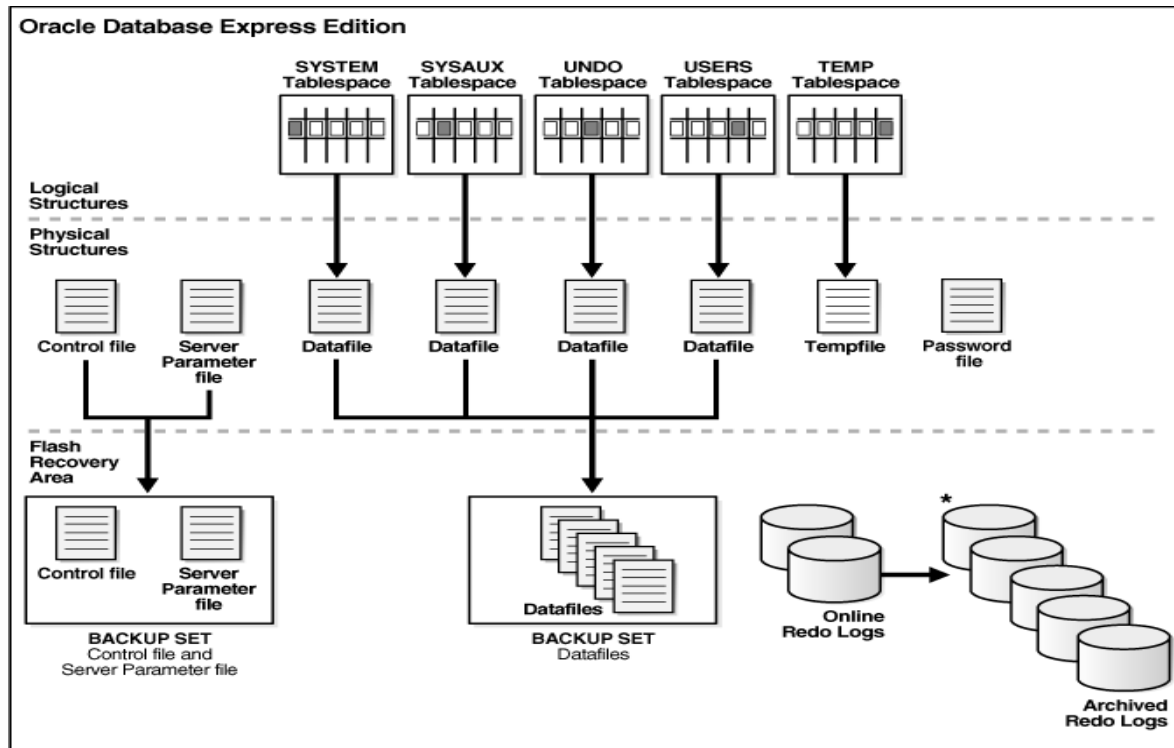 Oracle Database Express Edition
SYSTEM
Tablespace
SYSAUX
Tablespace
UNDO
Tablespace
USERS
Tablespace
TEMP
Tablespace
Logical
Structures
Physical
Structures
Control file
Server
Parameter
file
Datafile
Datafile
Datafile
Datafile
Tempfile
Password
file
Flash
Recovery
Area
Control file
Server
Parameter
file
BACKUP SET
Control file and
Server Parameter file
Datafiles
BACKUP SET
Datafiles
Online
Redo Logs
*
Archived
Redo Logs